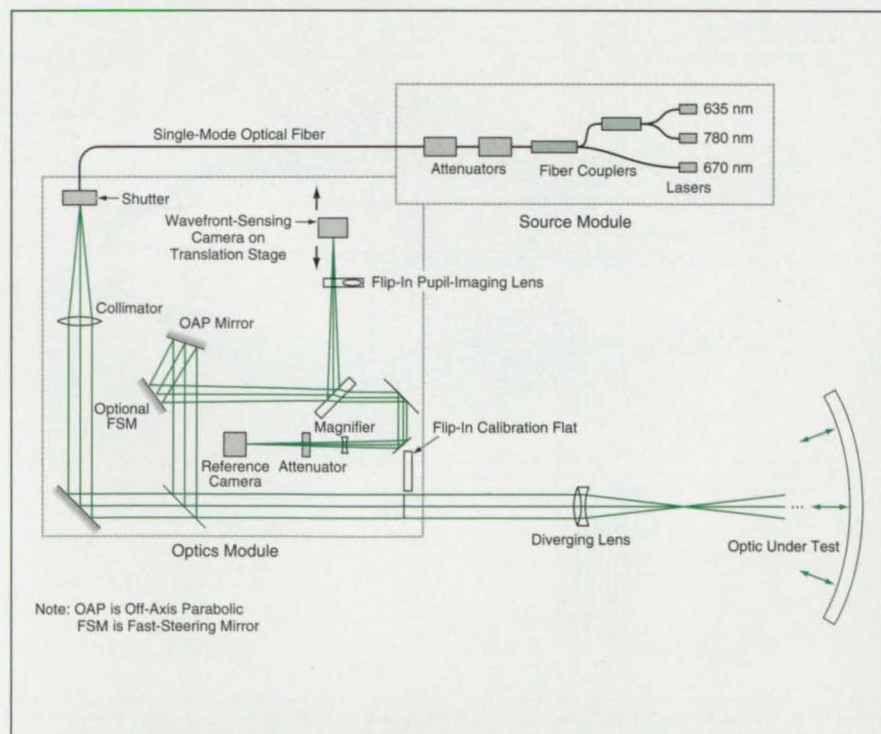 635 nm
Single-Mode Optical Fiber
780 nm
Attenuators
Fiber Couplers
670 nm
Lasers
Shutter
Source Module
Wavefront-Sensing
Camera on
Translation Stage
Flip-In Pupil-Imaging Lens
Collimator
OAP Mirror
Optional
FSM
Magnifier
Flip-In Calibration Flat
Reference
Camera
Attenuator
...
Diverging Lens
Optic Under Test
Optics Module
Note: OAP is Off-Axis Parabolic
FSM is Fast-Steering Mirror